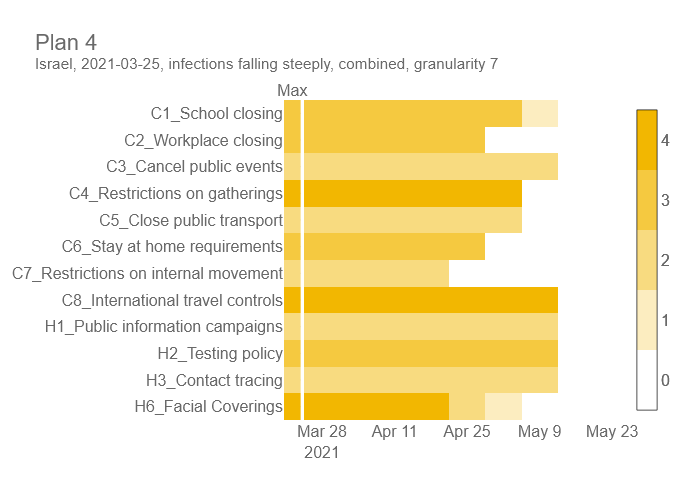 Plan 4
Israel, 2021-03-25, infections falling steeply, combined, granularity 7
Max
C1_School closing
C2_Workplace closing
C3_Cancel public events
C4_Restrictions on gatherings
C5_Close public transport
C6_Stay at home requirements
C7_Restrictions on internal movement
C8_International travel controls
H1_Public information campaigns
H2_Testing policy
H3_Contact tracing
H6_Facial Coverings
Mar 28 Apr 11 Apr 25 May 9 May 23
2021
4
3
2
1
0